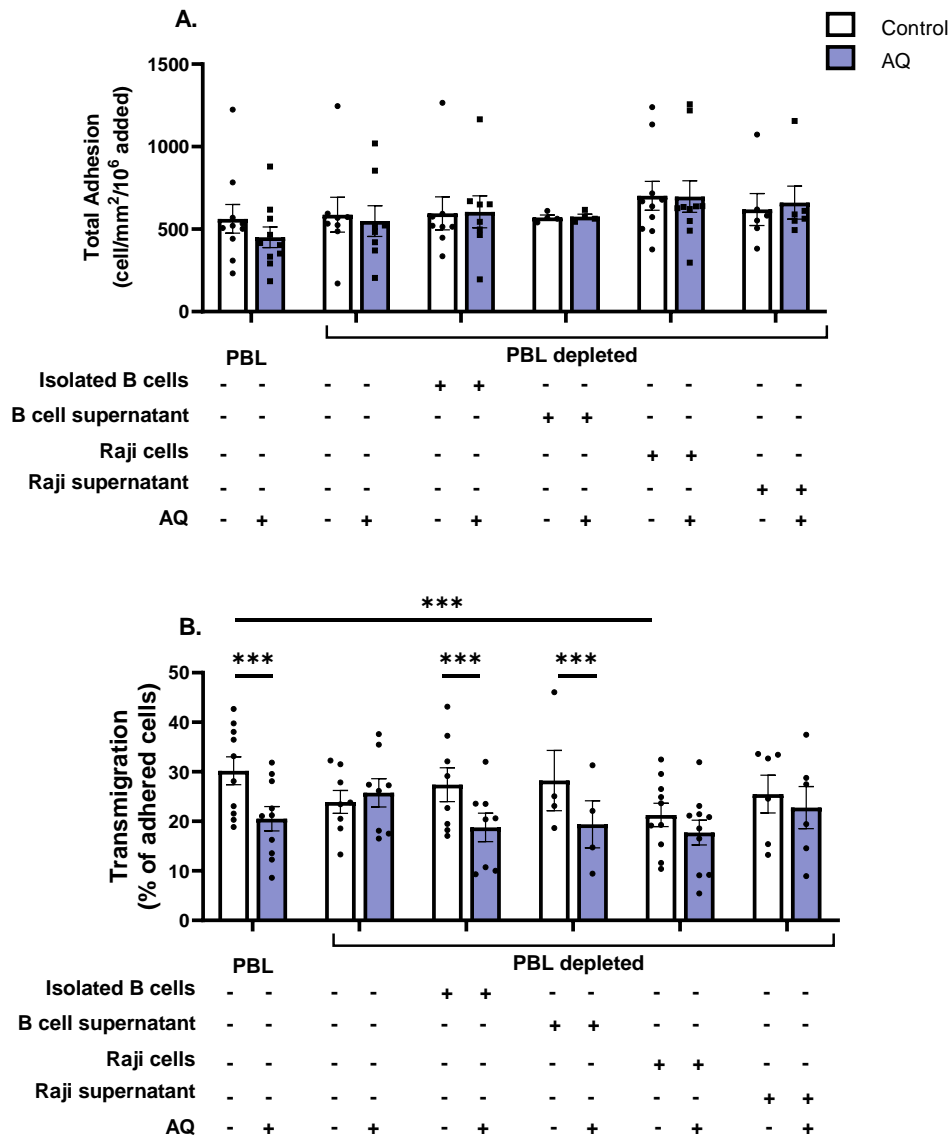 A.
Control
AQ
1500
1000
500
0
Total Adhesion
(cell/mm²/10⁶ added)
PBL
PBL depleted
Isolated B cells - - - - + + - - - - - -
B cell supernatant - - - - - - + + - - - -
Raji cells - - - - - - - - + + - -
Raji supernatant - - - - - - - - - - + +
AQ - + - + - + - + - + - +
B.
***
*** *** ***
50
40
30
20
10
0
Transmigration
(% of adhered cells)
PBL
PBL depleted
Isolated B cells - - - - + + - - - - - -
B cell supernatant - - - - - - + + - - - -
Raji cells - - - - - - - - + + - -
Raji supernatant - - - - - - - - - - + +
AQ - + - + - + - + - + - +